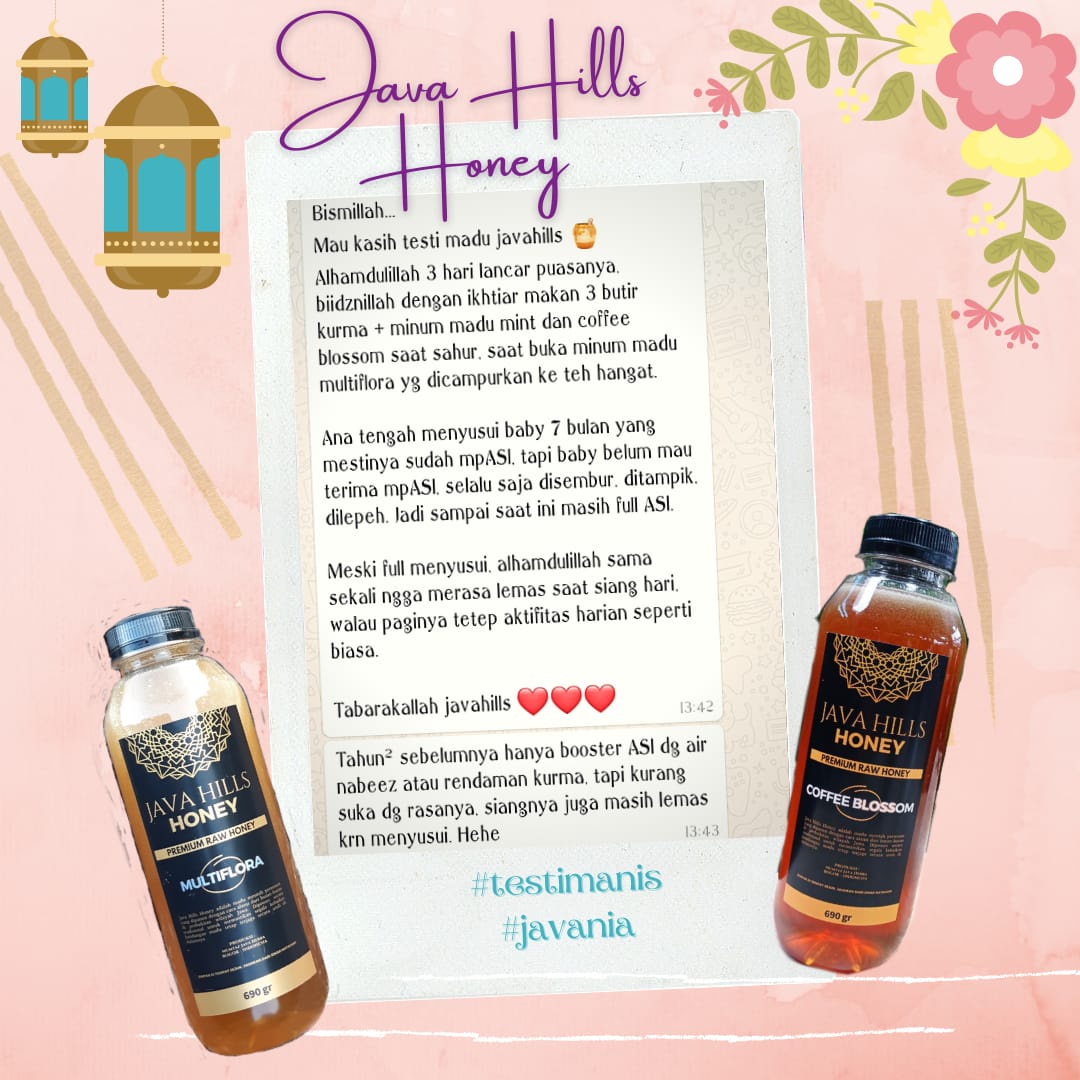 Java Hills
Honey
Bismillah...
Mau kasih testi madu javahills 🍯
Alhamdulillah 3 hari lancar puasanya,
biidznillah dengan ikhtiar makan 3 butir
kurma + minum madu mint dan coffee
blossom saat sahur, saat buka minum madu
multiflora yg dicampurkan ke teh hangat.
Ana tengah menyusui baby 7 bulan yang
mestinya sudah mpASI, tapi baby belum mau
terima mpASI, selalu saja disembur, ditampik,
dilepeh. Jadi sampai saat ini masih full ASI.
Meski full menyusui, alhamdulillah sama
sekali ngga merasa lemas saat siang hari,
walau paginya tetep aktifitas harian seperti
biasa.
Tabarakallah javahills ❤️❤️❤️
13:42
Tahun² sebelumnya hanya booster ASI dg air
nabeez atau rendaman kurma, tapi kurang
suka dg rasanya, siangnya juga masih lemas
krn menyusui. Hehe
13:43
#testimanis
#javania
JAVA HILLS
HONEY
PREMIUM RAW HONEY
MULTIFLORA
690 gr
JAVA HILLS
HONEY
PREMIUM RAW HONEY
COFFEE BLOSSOM
690 gr